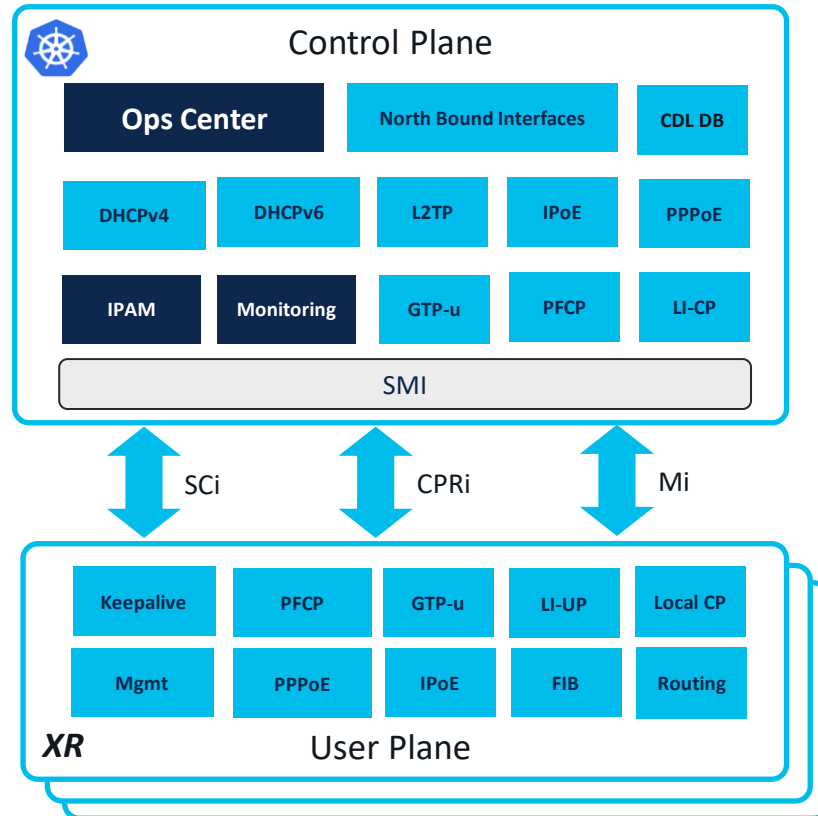 Control Plane
Ops Center
North Bound Interfaces
CDL DB
DHCPv4
DHCPv6
L2TP
IPoE
PPPoE
IPAM
Monitoring
GTP-u
PFCP
LI-CP
SMI
SCi
CPRi
Mi
Keepalive
PFCP
GTP-u
LI-UP
Local CP
Mgmt
PPPoE
IPoE
FIB
Routing
XR
User Plane